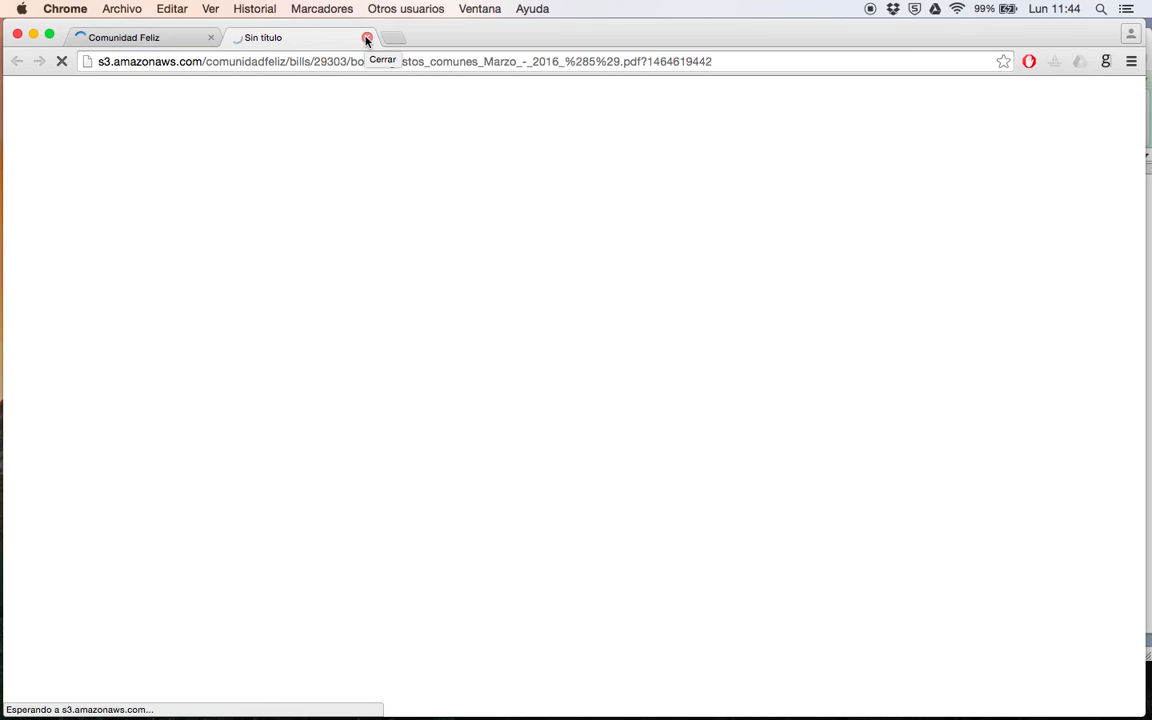 Chrome Archivo Editar Ver Historial Marcadores Otros usuarios Ventana Ayuda 99% Lun 11:44
Comunidad Feliz Sin título
s3.amazonaws.com/comunidadfeliz/bills/29303/bo stos_comunes_Marzo_-_2016_%285%29.pdf?1464619442
Cerrar
Esperando a s3.amazonaws.com...